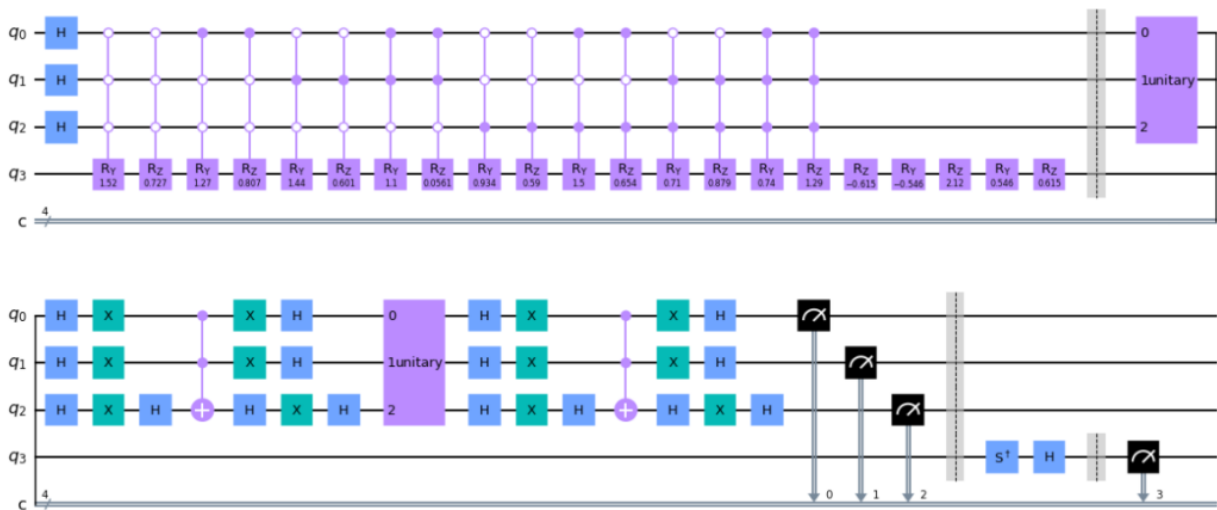 q0 H 0
q1 H 1unitary
q2 H 2
q3 RY 1.52 RZ 0.727 RY 1.27 RZ 0.807 RY 1.44 RZ 0.601 RY 1.1 RZ 0.0561 RY 0.934 RZ 0.59 RY 1.5 RZ 0.654 RY 0.71 RZ 0.879 RY 0.74 RZ 1.29 RZ −0.615 RY −0.546 RZ 2.12 RY 0.546 RZ 0.615
c 4
q0 H X X H 0 H X X H
q1 H X X H 1unitary H X X H
q2 H X H H X H 2 H X H H X H
q3 S† H
c 4 0 1 2 3